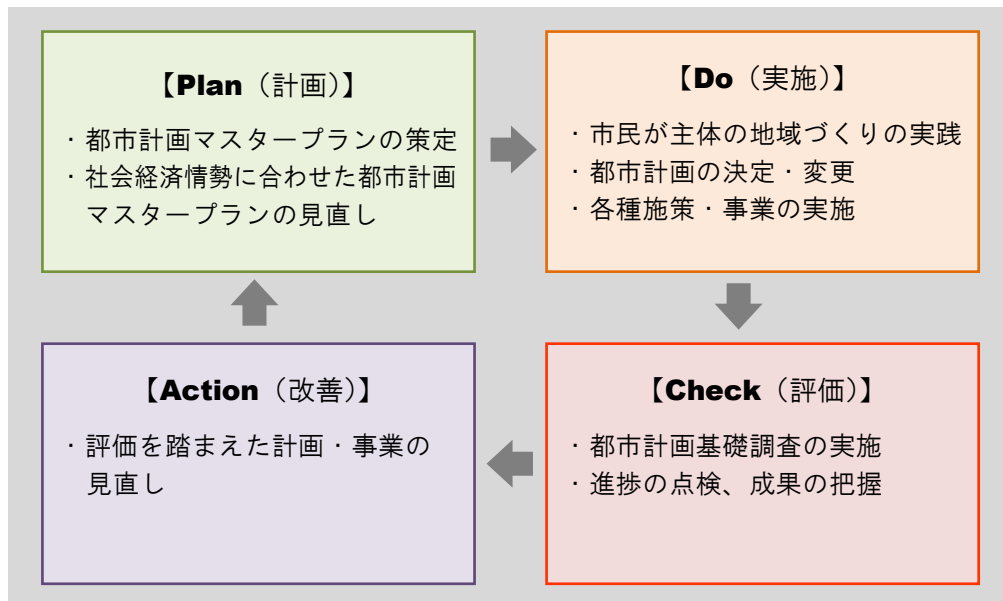 【Plan（計画）】
・都市計画マスタープランの策定
・社会経済情勢に合わせた都市計画
マスタープランの見直し
【Do（実施）】
・市民が主体の地域づくりの実践
・都市計画の決定・変更
・各種施策・事業の実施
【Action（改善）】
・評価を踏まえた計画・事業の
見直し
【Check（評価）】
・都市計画基礎調査の実施
・進捗の点検、成果の把握